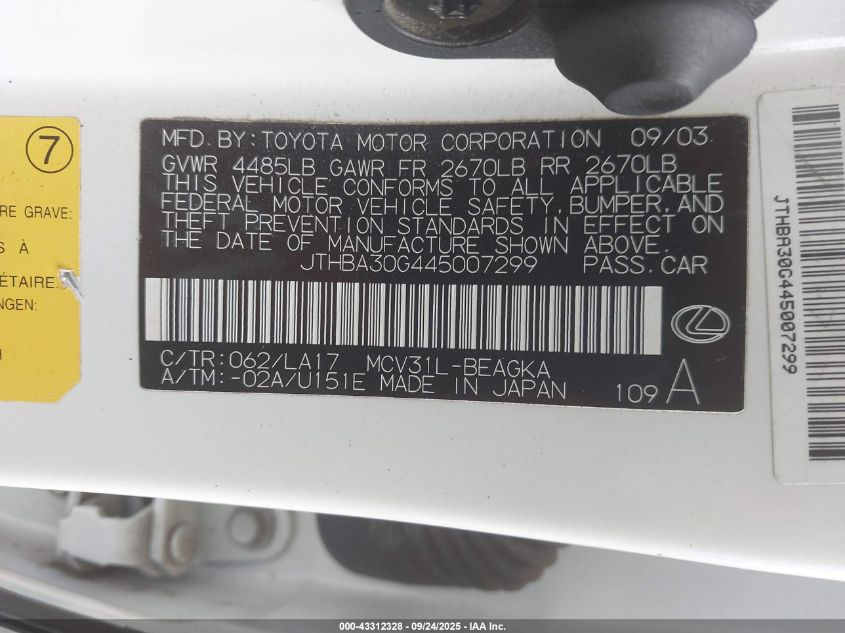 7
RE GRAVE:
S À
ÉTAIRE.
NGEN:
H
MFD. BY: TOYOTA MOTOR CORPORATION 09/03
GVWR 4485LB GAWR FR 2670LB RR 2670LB
THIS VEHICLE CONFORMS TO ALL APPLICABLE
FEDERAL MOTOR VEHICLE SAFETY, BUMPER, AND
THEFT PREVENTION STANDARDS IN EFFECT ON
THE DATE OF MANUFACTURE SHOWN ABOVE.
JTHBA30G445007299 PASS. CAR
C/TR: 062/LA17 MCV31L-BEAGKA
A/TM: -02A/U151E MADE IN JAPAN
109 A
JTHBA30G445007299
000-43312328 - 09/24/2025 - IAA Inc.